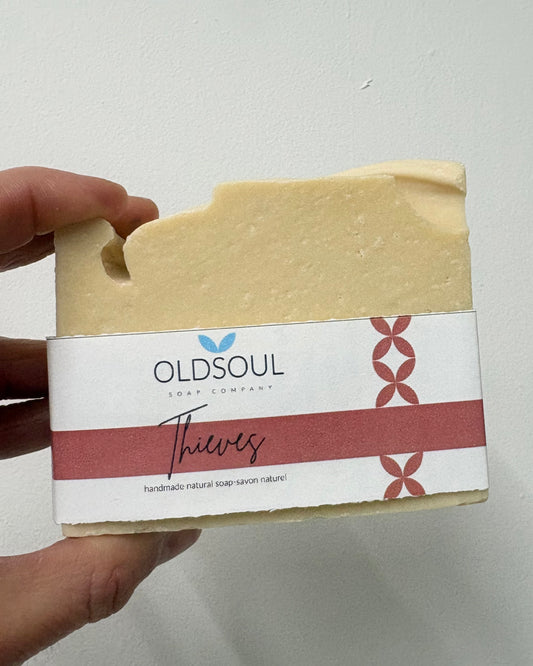 OLDSOUL
SOAP COMPANY
Thieves
handmade natural soap-savon naturel